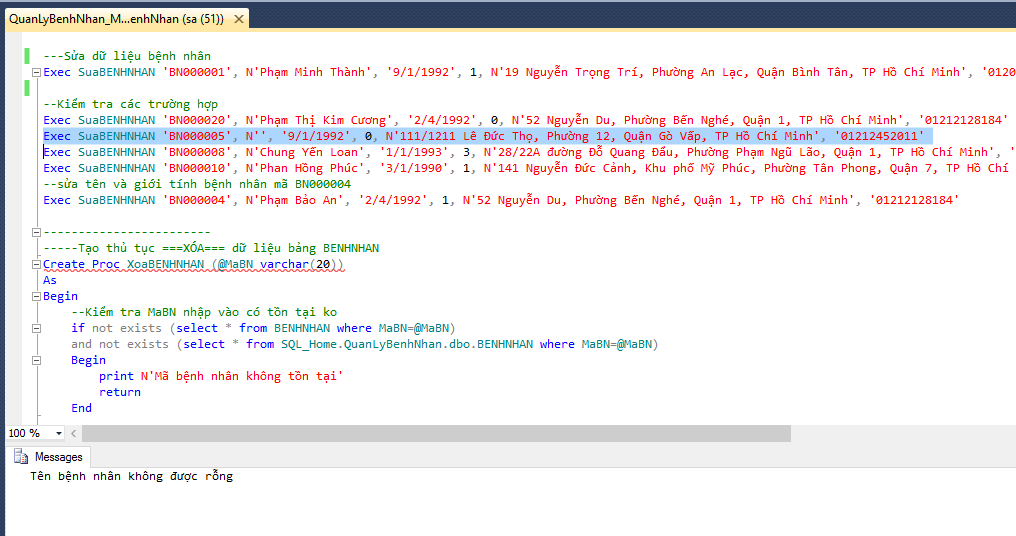 QuanLyBenhNhan_M...enhNhan (sa (51))
---Sửa dữ liệu bệnh nhân
Exec SuaBENHNHAN 'BN000001', N'Phạm Minh Thành', '9/1/1992', 1, N'19 Nguyễn Trọng Trí, Phường An Lạc, Quận Bình Tân, TP Hồ Chí Minh', '0120
--Kiểm tra các trường hợp
Exec SuaBENHNHAN 'BN000020', N'Phạm Thị Kim Cương', '2/4/1992', 0, N'52 Nguyễn Du, Phường Bến Nghé, Quận 1, TP Hồ Chí Minh', '01212128184'
Exec SuaBENHNHAN 'BN000005', N'', '9/1/1992', 0, N'111/1211 Lê Đức Thọ, Phường 12, Quận Gò Vấp, TP Hồ Chí Minh', '01212452011'
Exec SuaBENHNHAN 'BN000008', N'Chung Yến Loan', '1/1/1993', 3, N'28/22A đường Đỗ Quang Đẩu, Phường Phạm Ngũ Lão, Quận 1, TP Hồ Chí Minh', '
Exec SuaBENHNHAN 'BN000010', N'Phan Hồng Phúc', '3/1/1990', 1, N'141 Nguyễn Đức Cảnh, Khu phố Mỹ Phúc, Phường Tân Phong, Quận 7, TP Hồ Chí
--sửa tên và giới tính bệnh nhân mã BN000004
Exec SuaBENHNHAN 'BN000004', N'Phạm Bảo An', '2/4/1992', 1, N'52 Nguyễn Du, Phường Bến Nghé, Quận 1, TP Hồ Chí Minh', '01212128184'
------------------------
-----Tạo thủ tục ===XÓA=== dữ liệu bảng BENHNHAN
Create Proc XoaBENHNHAN (@MaBN varchar(20))
As
Begin
--Kiểm tra MaBN nhập vào có tồn tại ko
if not exists (select * from BENHNHAN where MaBN=@MaBN)
and not exists (select * from SQL_Home.QuanLyBenhNhan.dbo.BENHNHAN where MaBN=@MaBN)
Begin
print N'Mã bệnh nhân không tồn tại'
return
End
100 %
Messages
Tên bệnh nhân không được rỗng